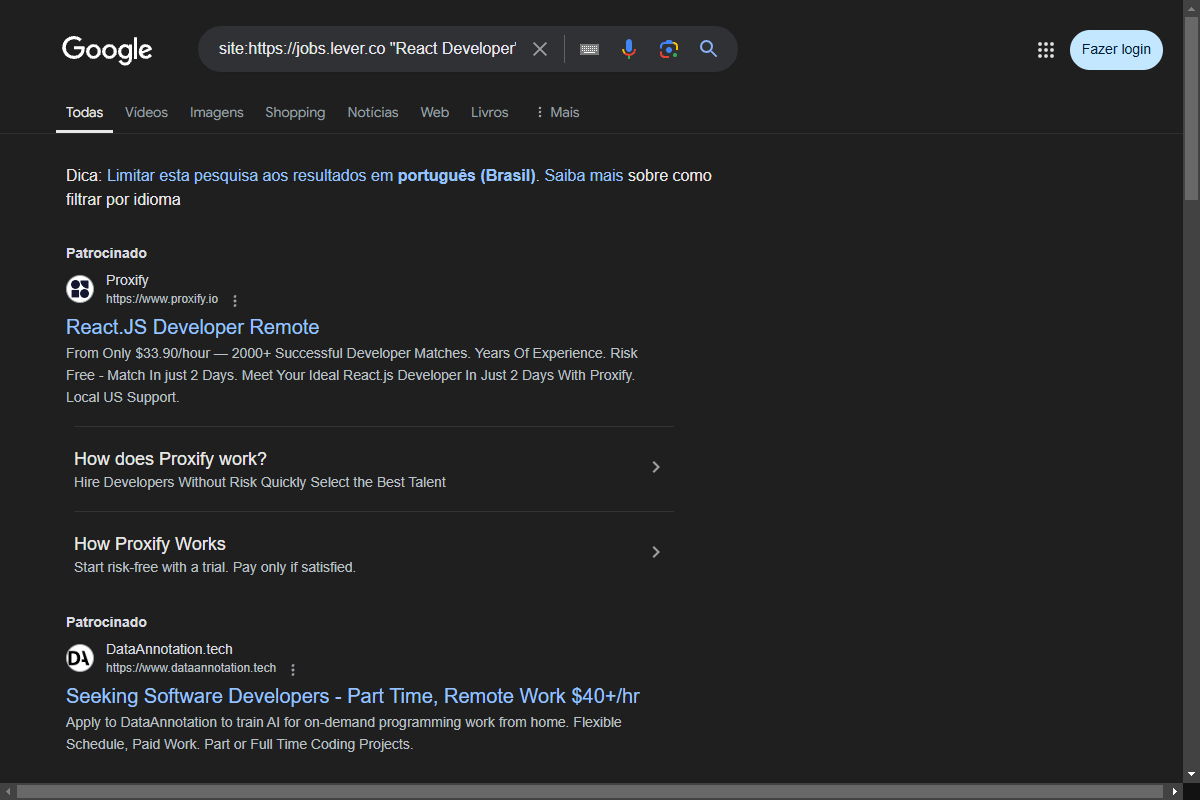 Google
site:https://jobs.lever.co "React Developer"
Fazer login
Todas
Vídeos
Imagens
Shopping
Notícias
Web
Livros
Mais
Dica: Limitar esta pesquisa aos resultados em português (Brasil). Saiba mais sobre como
filtrar por idioma
Patrocinado
Proxify
https://www.proxify.io
React.JS Developer Remote
From Only $33.90/hour — 2000+ Successful Developer Matches. Years Of Experience. Risk
Free - Match In just 2 Days. Meet Your Ideal React.js Developer In Just 2 Days With Proxify.
Local US Support.
How does Proxify work?
Hire Developers Without Risk Quickly Select the Best Talent
How Proxify Works
Start risk-free with a trial. Pay only if satisfied.
Patrocinado
DA
DataAnnotation.tech
https://www.dataannotation.tech
Seeking Software Developers - Part Time, Remote Work $40+/hr
Apply to DataAnnotation to train AI for on-demand programming work from home. Flexible
Schedule, Paid Work. Part or Full Time Coding Projects.